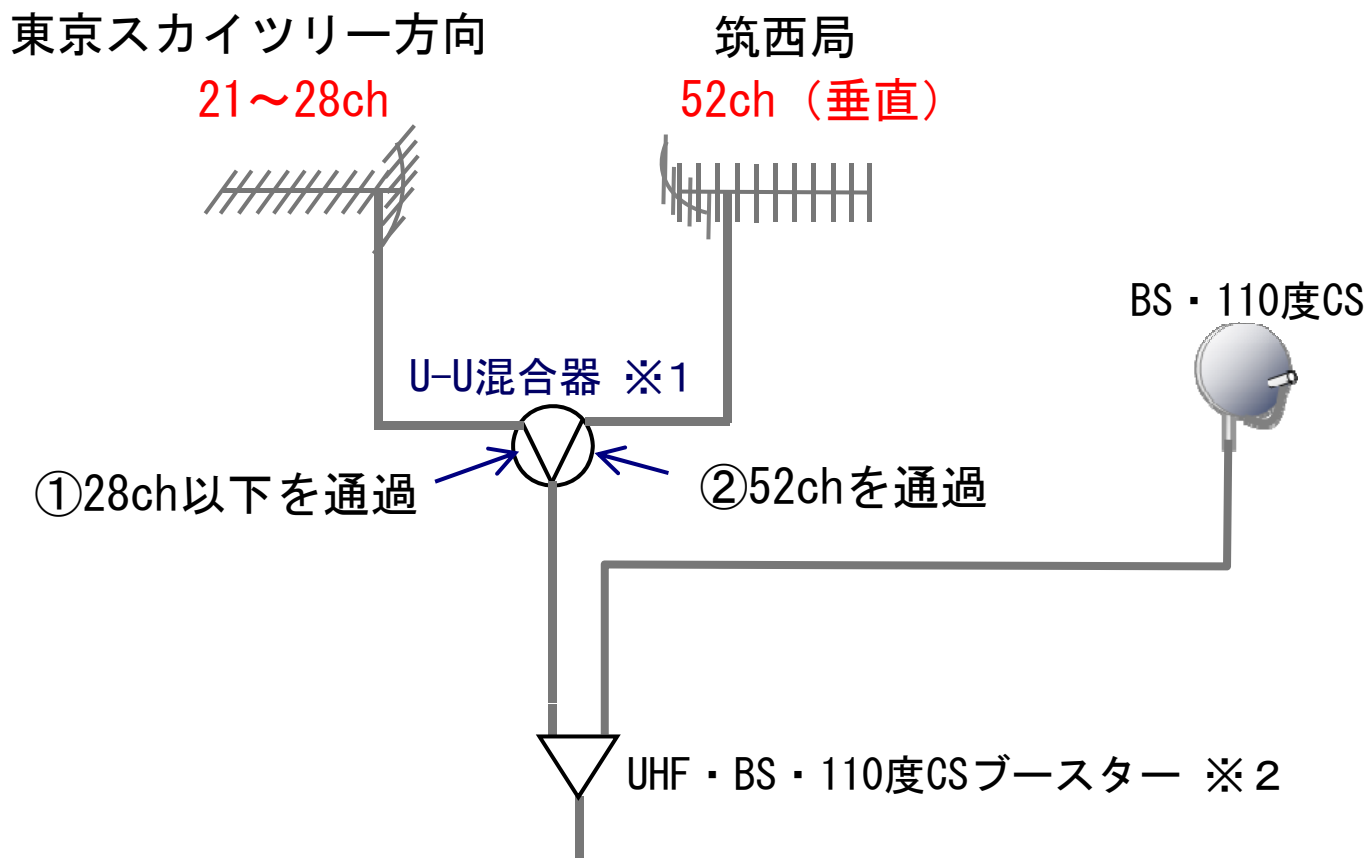 東京スカイツリー方向
21～28ch
筑西局
52ch（垂直）
BS・110度CS
U-U混合器 ※１
①28ch以下を通過
②52chを通過
UHF・BS・110度CSブースター ※２